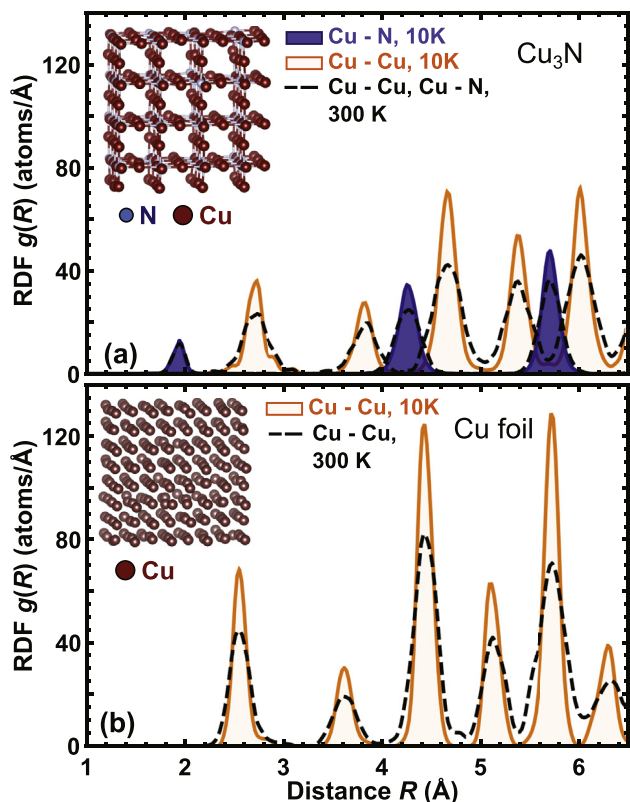 Cu - N, 10K
Cu - Cu, 10K
Cu - Cu, Cu - N,
300 K
Cu₃N
N Cu
RDF g(R) (atoms/Å)
120
80
40
0
(a)
Cu - Cu, 10K
Cu - Cu,
300 K
Cu foil
Cu
RDF g(R) (atoms/Å)
120
80
40
0
(b)
1 2 3 4 5 6
Distance R (Å)